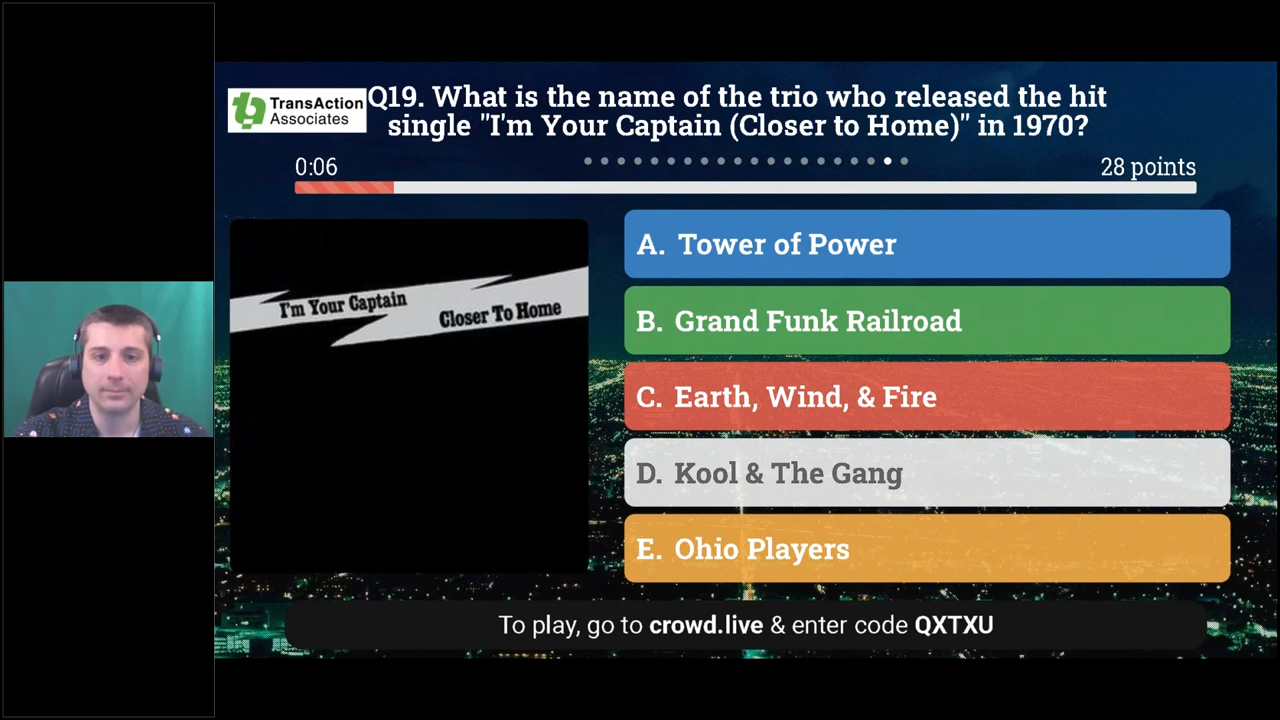 TransAction
Associates
Q19. What is the name of the trio who released the hit
single "I'm Your Captain (Closer to Home)" in 1970?
0:06
28 points
I'm Your Captain
Closer To Home
A. Tower of Power
B. Grand Funk Railroad
C. Earth, Wind, & Fire
D. Kool & The Gang
E. Ohio Players
To play, go to crowd.live & enter code QXTXU